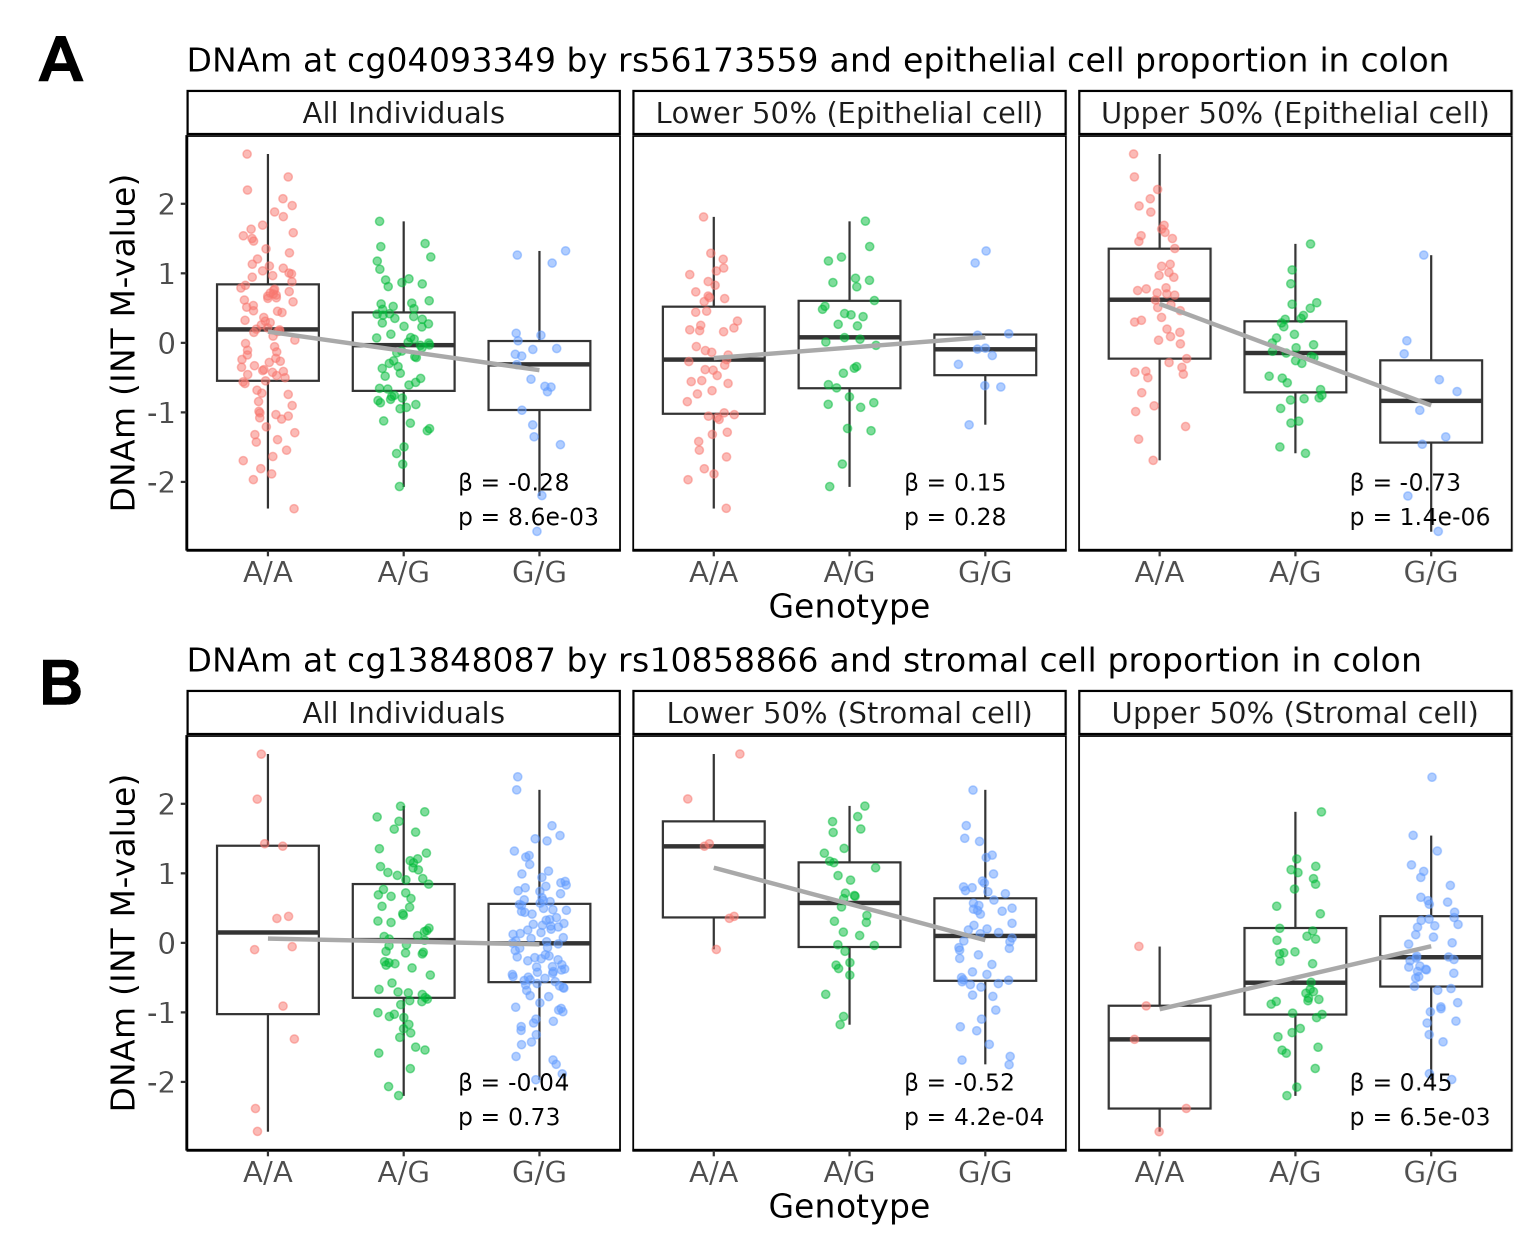 A
DNAm at cg04093349 by rs56173559 and epithelial cell proportion in colon
All Individuals
Lower 50% (Epithelial cell)
Upper 50% (Epithelial cell)
DNAm (INT M-value)
2
1
0
-1
-2
β = -0.28
p = 8.6e-03
β = 0.15
p = 0.28
β = -0.73
p = 1.4e-06
A/A A/G G/G
A/A A/G G/G
A/A A/G G/G
Genotype
B
DNAm at cg13848087 by rs10858866 and stromal cell proportion in colon
All Individuals
Lower 50% (Stromal cell)
Upper 50% (Stromal cell)
DNAm (INT M-value)
2
1
0
-1
-2
β = -0.04
p = 0.73
β = -0.52
p = 4.2e-04
β = 0.45
p = 6.5e-03
A/A A/G G/G
A/A A/G G/G
A/A A/G G/G
Genotype